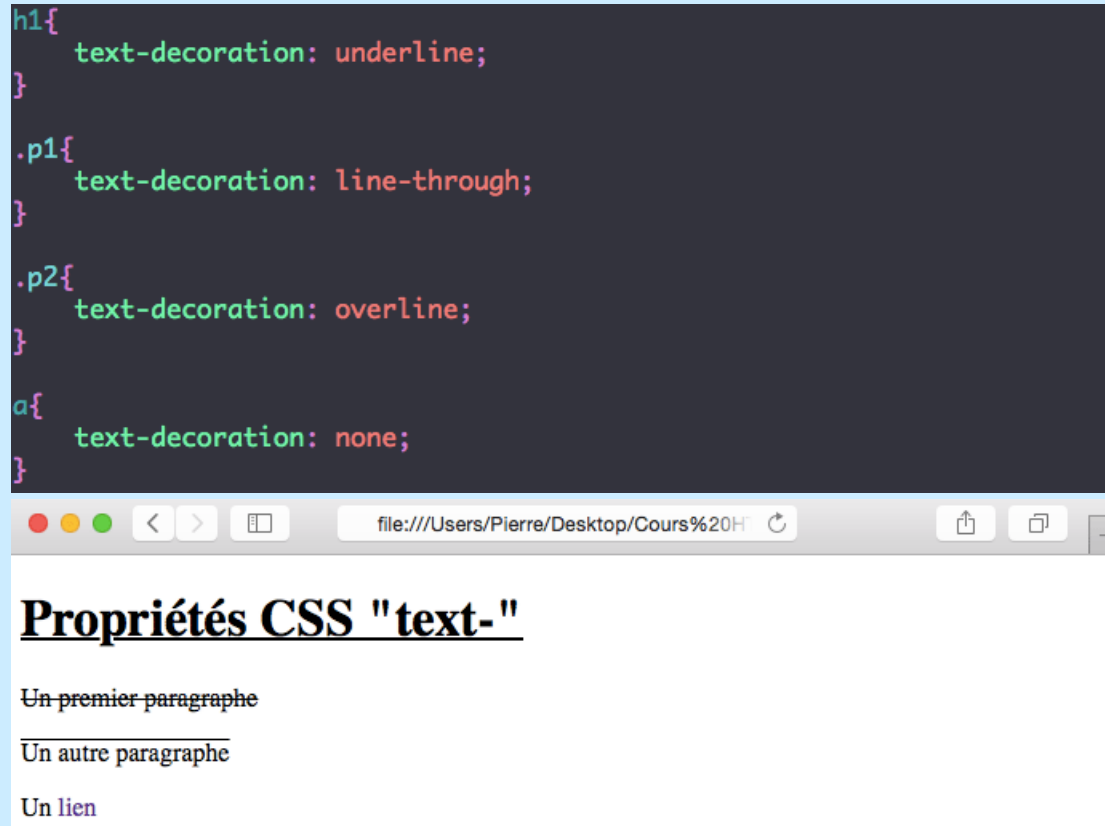 h1{
text-decoration: underline;
}
.p1{
text-decoration: line-through;
}
.p2{
text-decoration: overline;
}
a{
text-decoration: none;
}
file:///Users/Pierre/Desktop/Cours%20H
Propriétés CSS "text-"
Un premier paragraphe
Un autre paragraphe
Un lien